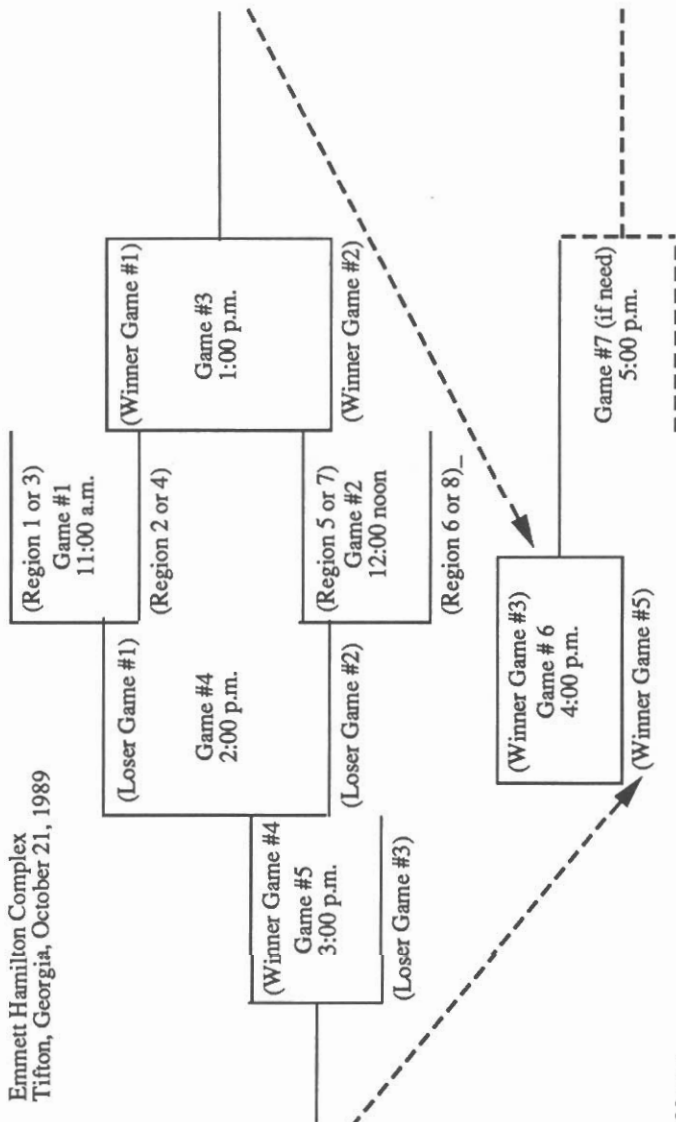 Emmett Hamilton Complex
Tifton, Georgia, October 21, 1989
(Region 1 or 3)
Game #1
11:00 a.m.
(Region 2 or 4)
(Winner Game #1)
Game #3
1:00 p.m.
(Winner Game #2)
(Loser Game #1)
Game #4
2:00 p.m.
(Loser Game #2)
(Region 5 or 7)
Game #2
12:00 noon
(Region 6 or 8)_
(Winner Game #4
Game #5
3:00 p.m.
(Loser Game #3)
(Winner Game #3)
Game # 6
4:00 p.m.
(Winner Game #5)
Game #7 (if need)
5:00 p.m.